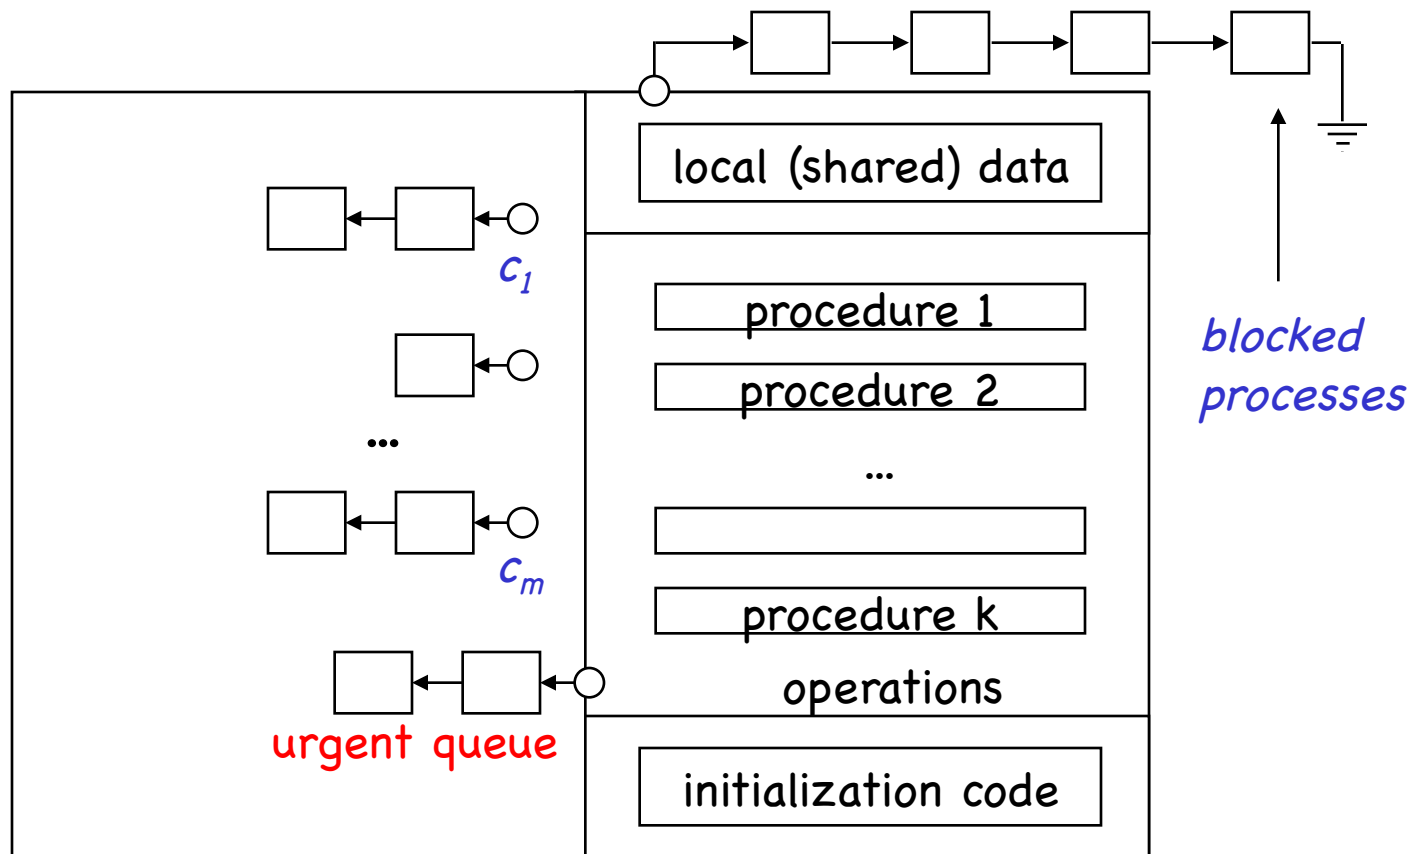 local (shared) data
c1
procedure 1
blocked
processes
procedure 2
...
...
cm
procedure k
operations
urgent queue
initialization code